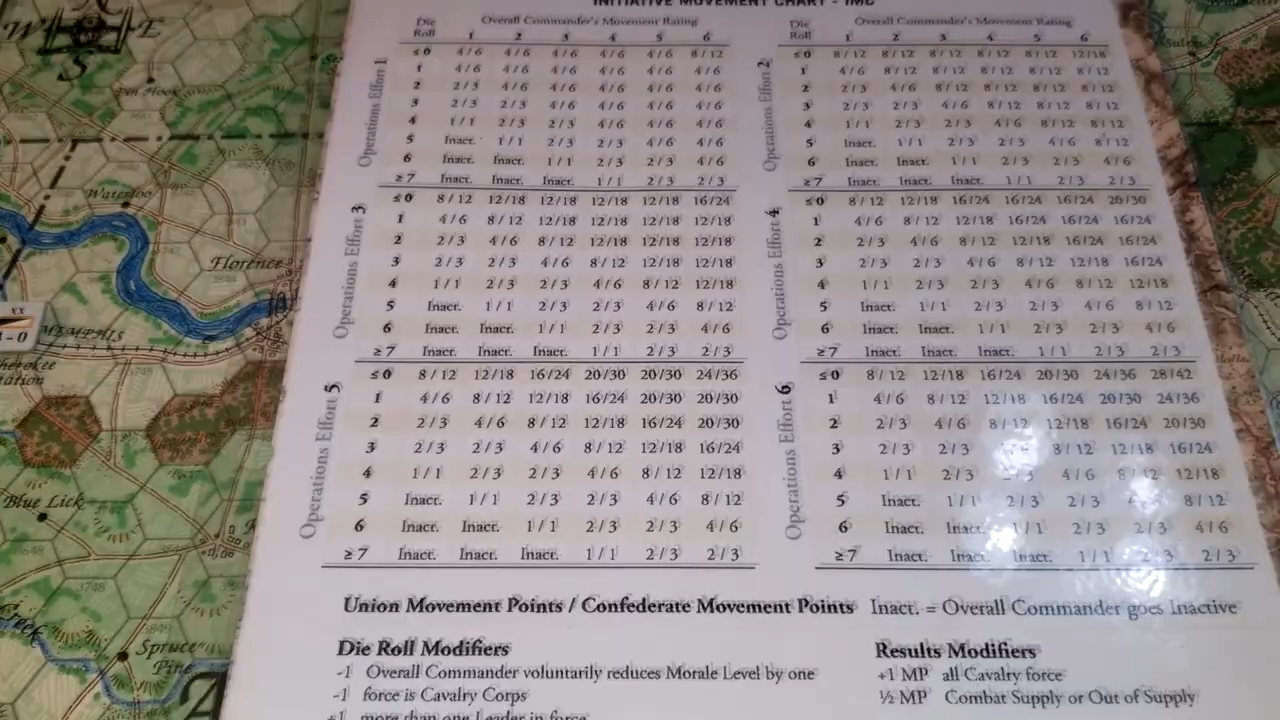 INITIATIVE MOVEMENT CHART - IMC
Die Roll Overall Commander's Movement Rating
1 2 3 4 5 6
Operations Effort 1
≤0 4/6 4/6 4/6 4/6 4/6 8/12
1 4/6 4/6 4/6 4/6 4/6 4/6
2 2/3 4/6 4/6 4/6 4/6 4/6
3 2/3 2/3 4/6 4/6 4/6 4/6
4 1/1 2/3 2/3 4/6 4/6 4/6
5 Inact. 1/1 2/3 2/3 4/6 4/6
6 Inact. Inact. 1/1 2/3 2/3 4/6
≥7 Inact. Inact. Inact. 1/1 2/3 2/3
Die Roll Overall Commander's Movement Rating
1 2 3 4 5 6
Operations Effort 2
≤0 8/12 8/12 8/12 8/12 8/12 12/18
1 4/6 8/12 8/12 8/12 8/12 8/12
2 2/3 4/6 8/12 8/12 8/12 8/12
3 2/3 2/3 4/6 8/12 8/12 8/12
4 1/1 2/3 2/3 4/6 8/12 8/12
5 Inact. 1/1 2/3 2/3 4/6 8/12
6 Inact. Inact. 1/1 2/3 2/3 4/6
≥7 Inact. Inact. Inact. 1/1 2/3 2/3
Operations Effort 3
≤0 8/12 12/18 12/18 12/18 12/18 16/24
1 4/6 8/12 12/18 12/18 12/18 12/18
2 2/3 4/6 8/12 12/18 12/18 12/18
3 2/3 2/3 4/6 8/12 12/18 12/18
4 1/1 2/3 2/3 4/6 8/12 12/18
5 Inact. 1/1 2/3 2/3 4/6 8/12
6 Inact. Inact. 1/1 2/3 2/3 4/6
≥7 Inact. Inact. Inact. 1/1 2/3 2/3
Operations Effort 4
≤0 8/12 12/18 16/24 16/24 16/24 20/30
1 4/6 8/12 12/18 16/24 16/24 16/24
2 2/3 4/6 8/12 12/18 16/24 16/24
3 2/3 2/3 4/6 8/12 12/18 16/24
4 1/1 2/3 2/3 4/6 8/12 12/18
5 Inact. 1/1 2/3 2/3 4/6 8/12
6 Inact. Inact. 1/1 2/3 2/3 4/6
≥7 Inact. Inact. Inact. 1/1 2/3 2/3
Operations Effort 5
≤0 8/12 12/18 16/24 20/30 20/30 24/36
1 4/6 8/12 12/18 16/24 20/30 20/30
2 2/3 4/6 8/12 12/18 16/24 20/30
3 2/3 2/3 4/6 8/12 12/18 16/24
4 1/1 2/3 2/3 4/6 8/12 12/18
5 Inact. 1/1 2/3 2/3 4/6 8/12
6 Inact. Inact. 1/1 2/3 2/3 4/6
≥7 Inact. Inact. Inact. 1/1 2/3 2/3
Operations Effort 6
≤0 8/12 12/18 16/24 20/30 24/36 28/42
1 4/6 8/12 12/18 16/24 20/30 24/36
2 2/3 4/6 8/12 12/18 16/24 20/30
3 2/3 2/3 8/12 12/18 16/24
4 1/1 2/3 2/3 4/6 8/12 12/18
5 Inact. 1/1 2/3 2/3 8/12
6 Inact. Inact. 1/1 2/3 2/3 4/6
≥7 Inact. Inact. Inact. 1/1 2/3 2/3
Union Movement Points / Confederate Movement Points Inact. = Overall Commander goes Inactive
Die Roll Modifiers
-1 Overall Commander voluntarily reduces Morale Level by one
-1 force is Cavalry Corps
+1 more than one Leader in force
Results Modifiers
+1 MP all Cavalry force
½ MP Combat Supply or Out of Supply
W E
S
Pin Hook
Waterloo
Florence
MEMPHIS
Cherokee
Station
Blue Lick
3748
Creek
Spruce
Pine
Salem
XX